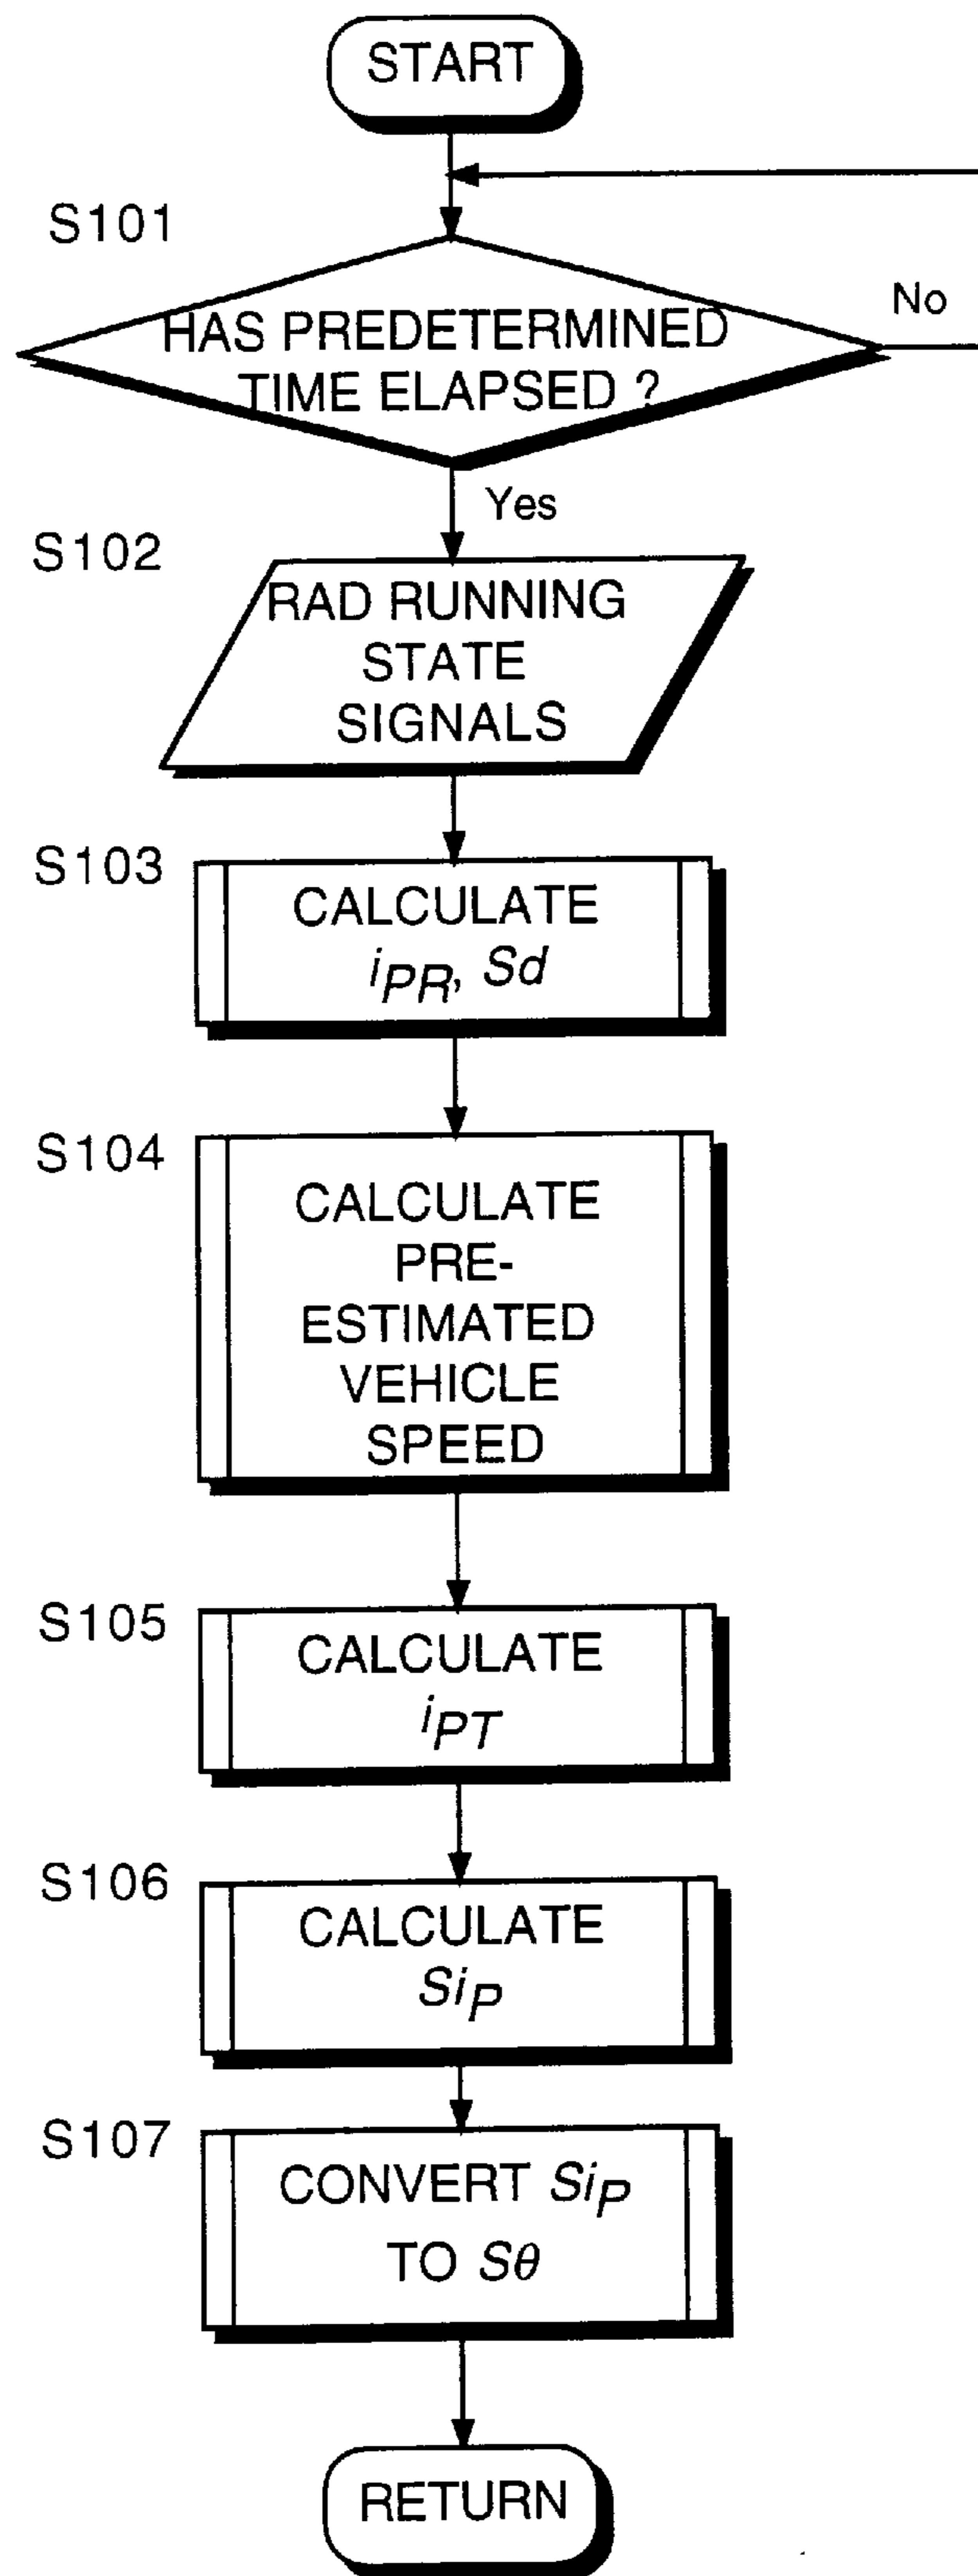 START
S101
HAS PREDETERMINED
TIME ELAPSED ?
No
Yes
S102
RAD RUNNING
STATE
SIGNALS
S103
CALCULATE
iPR, Sd
S104
CALCULATE
PRE-
ESTIMATED
VEHICLE
SPEED
S105
CALCULATE
iPT
S106
CALCULATE
SiP
S107
CONVERT SiP
TO Sθ
RETURN